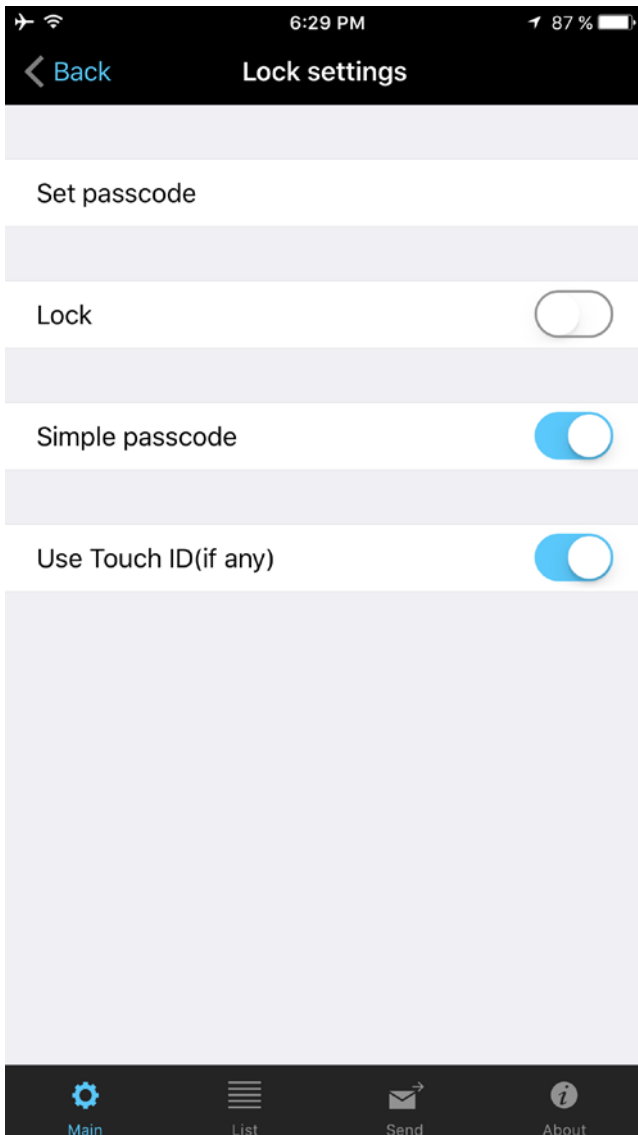 6:29 PM
87 %
Back
Lock settings
Set passcode
Lock
Simple passcode
Use Touch ID(if any)
Main
List
Send
About